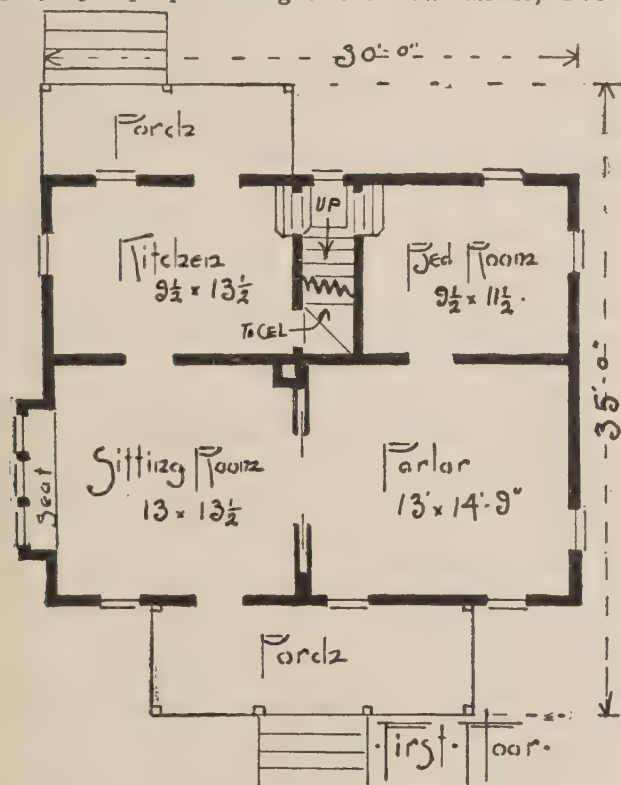 30'-0"
Porch
UP
Kitchen
9½ x 13½
Bed Room
9½ x 11½.
To CEL
35'-0"
Sitting Room
13 x 13½
Parlor
13' x 14'-9"
Seat
Porch
·First·Floor·